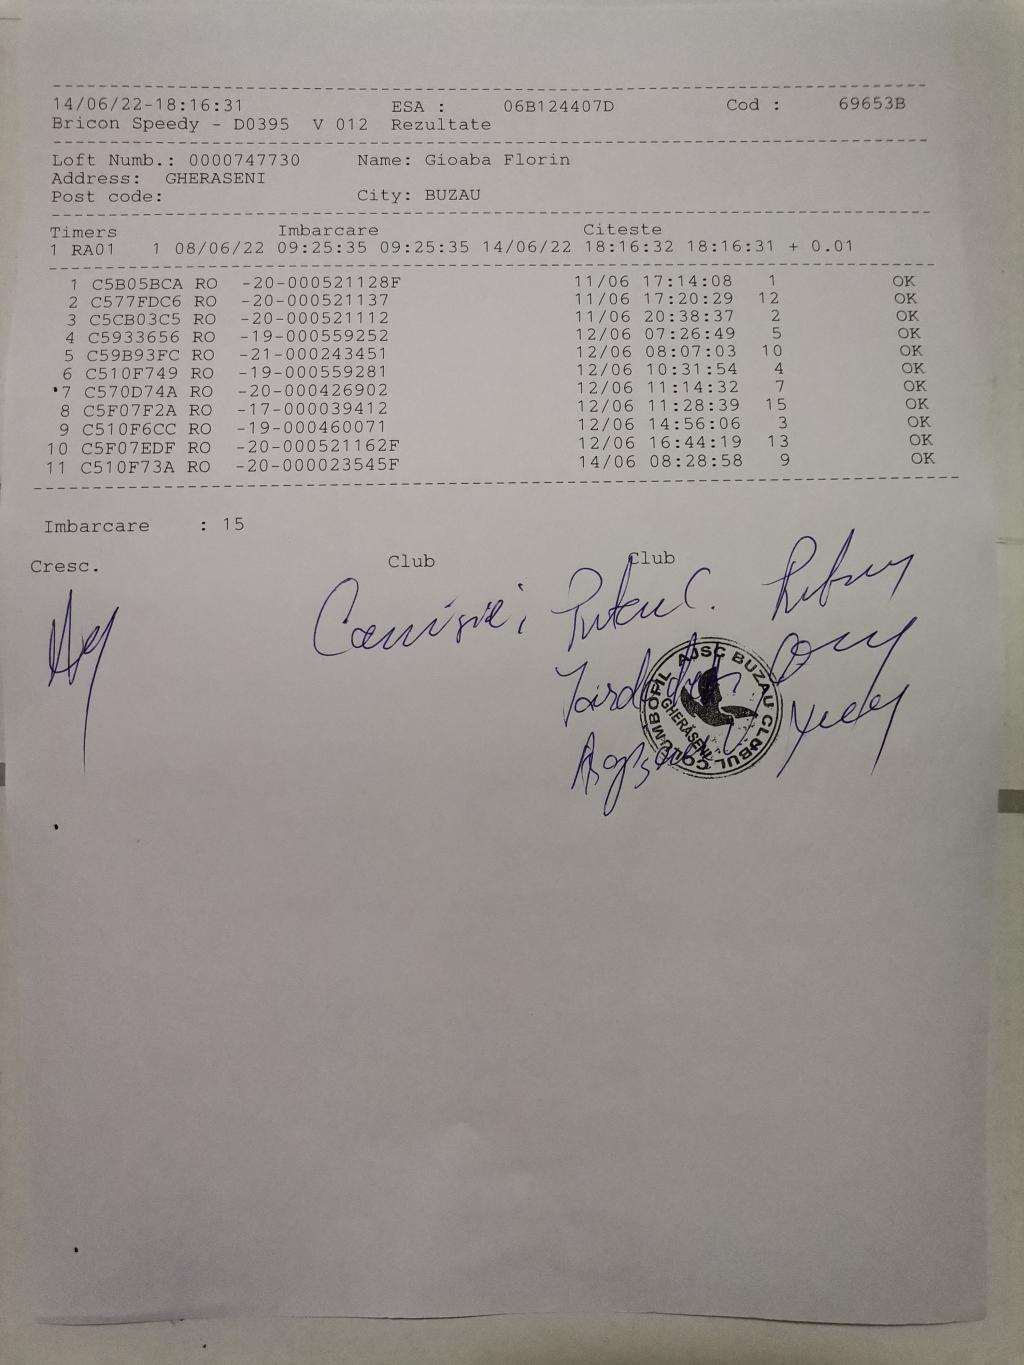 14/06/22-18:16:31 ESA : 06B124407D Cod : 69653B
Bricon Speedy - D0395 V 012 Rezultate
Loft Numb.: 0000747730 Name: Gioaba Florin
Address: GHERASENI
Post code: City: BUZAU
Timers Imbarcare Citeste
1 RA01 1 08/06/22 09:25:35 09:25:35 14/06/22 18:16:32 18:16:31 + 0.01
1 C5B05BCA RO -20-000521128F 11/06 17:14:08 1 OK
2 C577FDC6 RO -20-000521137 11/06 17:20:29 12 OK
3 C5CB03C5 RO -20-000521112 11/06 20:38:37 2 OK
4 C5933656 RO -19-000559252 12/06 07:26:49 5 OK
5 C59B93FC RO -21-000243451 12/06 08:07:03 10 OK
6 C510F749 RO -19-000559281 12/06 10:31:54 4 OK
7 C570D74A RO -20-000426902 12/06 11:14:32 7 OK
8 C5F07F2A RO -17-000039412 12/06 11:28:39 15 OK
9 C510F6CC RO -19-000460071 12/06 14:56:06 3 OK
10 C5F07EDF RO -20-000521162F 12/06 16:44:19 13 OK
11 C510F73A RO -20-000023545F 14/06 08:28:58 9 OK
Imbarcare : 15
Cresc. Club Club
AJSC BUZAU CLUBUL COLUMBOFIL
GHERĂSENI